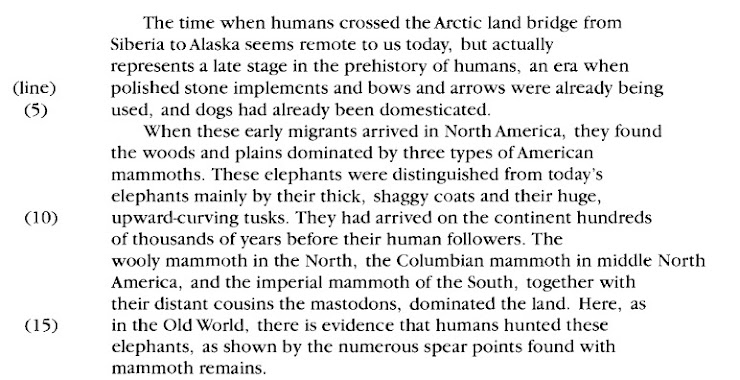 The time when humans crossed the Arctic land bridge from
Siberia to Alaska seems remote to us today, but actually
represents a late stage in the prehistory of humans, an era when
(line) polished stone implements and bows and arrows were already being
(5) used, and dogs had already been domesticated.
When these early migrants arrived in North America, they found
the woods and plains dominated by three types of American
mammoths. These elephants were distinguished from today's
elephants mainly by their thick, shaggy coats and their huge,
(10) upward-curving tusks. They had arrived on the continent hundreds
of thousands of years before their human followers. The
wooly mammoth in the North, the Columbian mammoth in middle North
America, and the imperial mammoth of the South, together with
their distant cousins the mastodons, dominated the land. Here, as
(15) in the Old World, there is evidence that humans hunted these
elephants, as shown by the numerous spear points found with
mammoth remains.